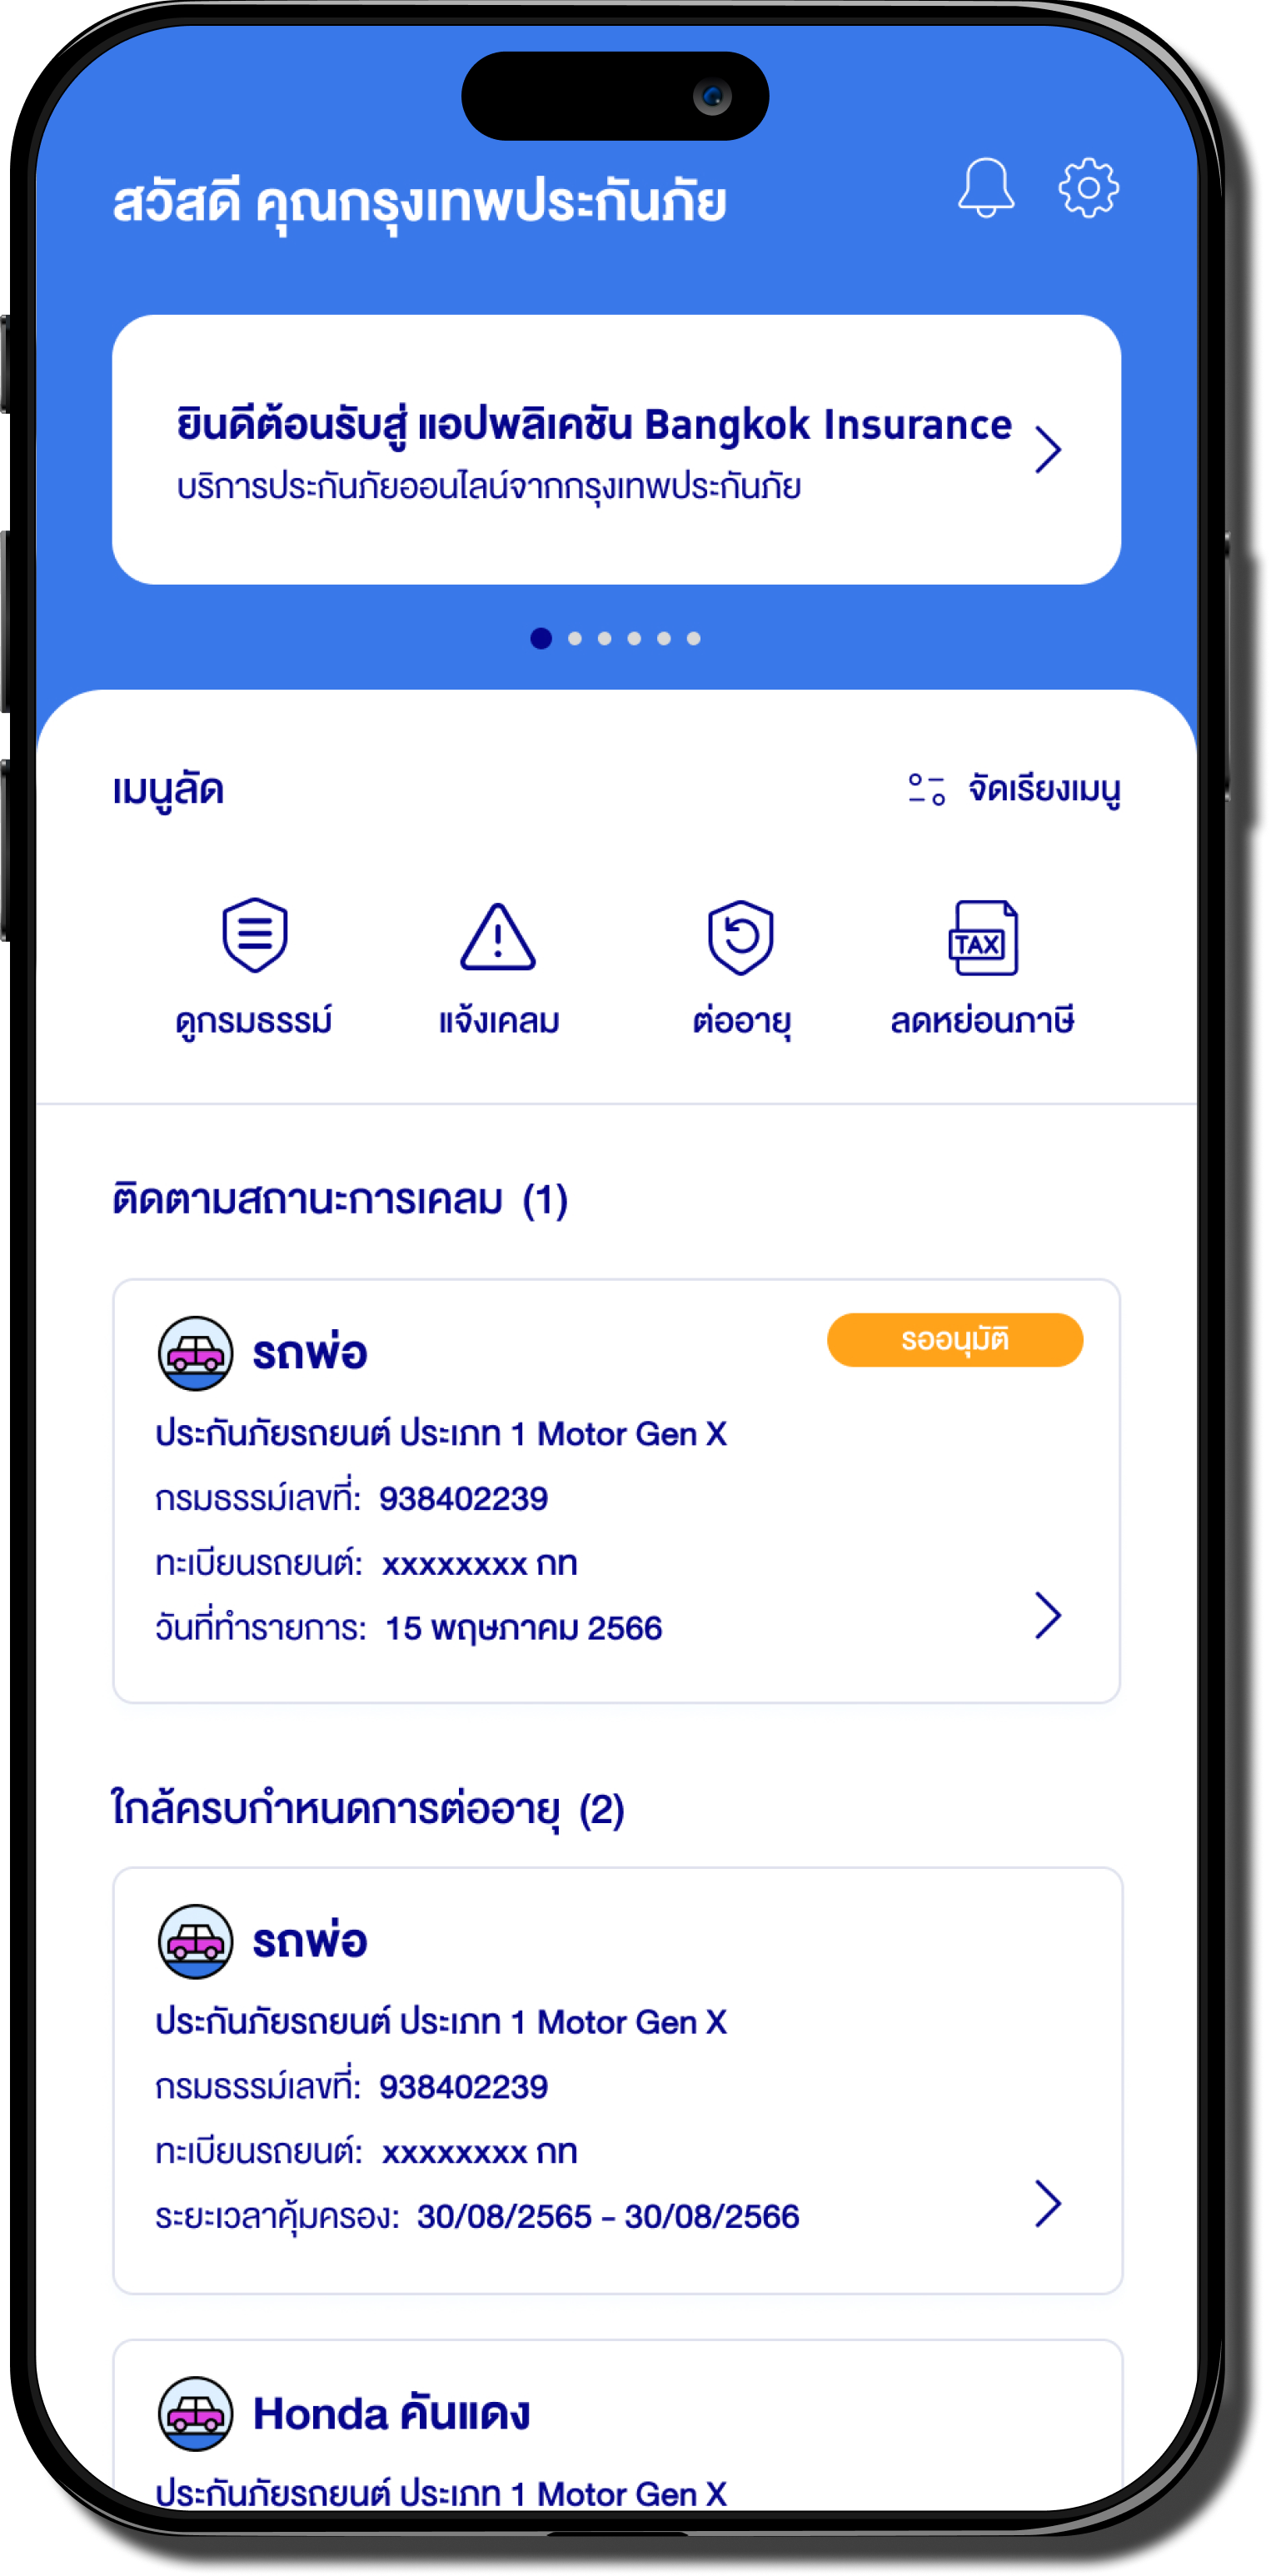 สวัสดี คุณกรุงเทพประกันภัย
ยินดีต้อนรับสู่ แอปพลิเคชัน Bangkok Insurance
บริการประกันภัยออนไลน์จากกรุงเทพประกันภัย
เมนูลัด
จัดเรียงเมนู
TAX
ดูกรมธรรม์
แจ้งเคลม
ต่ออายุ
ลดหย่อนภาษี
ติดตามสถานะการเคลม (1)
รถพ่อ
รออนุมัติ
ประกันภัยรถยนต์ ประเภท 1 Motor Gen X
กรมธรรม์เลขที่: 938402239
ทะเบียนรถยนต์: xxxxxxxx กท
วันที่ทำรายการ: 15 พฤษภาคม 2566
ใกล้ครบกำหนดการต่ออายุ (2)
รถพ่อ
ประกันภัยรถยนต์ ประเภท 1 Motor Gen X
กรมธรรม์เลขที่: 938402239
ทะเบียนรถยนต์: xxxxxxxx กท
ระยะเวลาคุ้มครอง: 30/08/2565 - 30/08/2566
Honda คันแดง
ประกันภัยรถยนต์ ประเภท 1 Motor Gen X